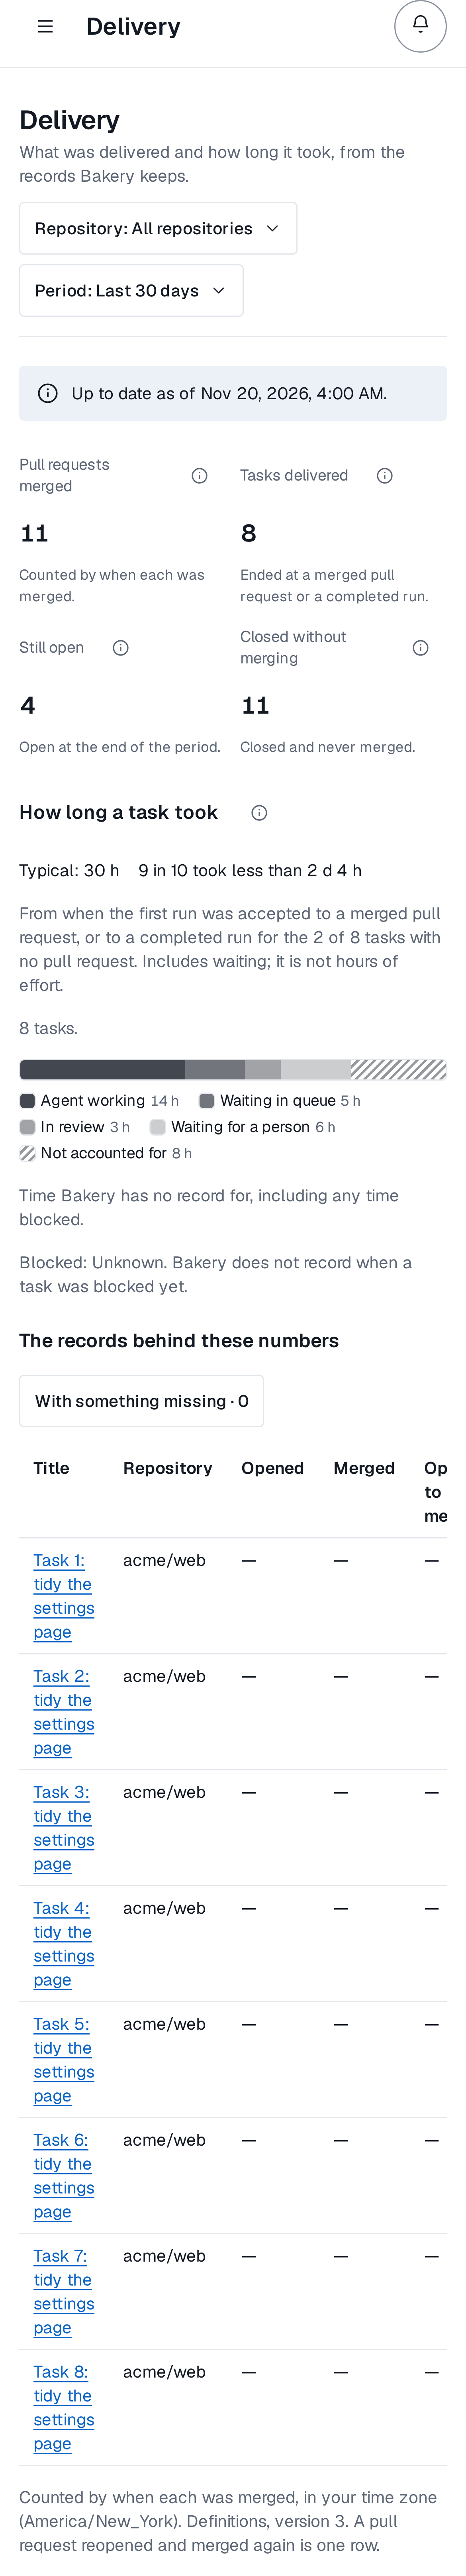 Delivery
Delivery
What was delivered and how long it took, from the
records Bakery keeps.
Repository: All repositories
Period: Last 30 days
Up to date as of Nov 20, 2026, 4:00 AM.
Pull requests
merged
Tasks delivered
11
8
Counted by when each was
merged.
Ended at a merged pull
request or a completed run.
Still open
Closed without
merging
4
11
Open at the end of the period.
Closed and never merged.
How long a task took
Typical: 30 h 9 in 10 took less than 2 d 4 h
From when the first run was accepted to a merged pull
request, or to a completed run for the 2 of 8 tasks with
no pull request. Includes waiting; it is not hours of
effort.
8 tasks.
Agent working 14 h Waiting in queue 5 h
In review 3 h Waiting for a person 6 h
Not accounted for 8 h
Time Bakery has no record for, including any time
blocked.
Blocked: Unknown. Bakery does not record when a
task was blocked yet.
The records behind these numbers
With something missing · 0
Title Repository Opened Merged Op
to
me
Task 1: acme/web — — —
tidy the
settings
page
Task 2: acme/web — — —
tidy the
settings
page
Task 3: acme/web — — —
tidy the
settings
page
Task 4: acme/web — — —
tidy the
settings
page
Task 5: acme/web — — —
tidy the
settings
page
Task 6: acme/web — — —
tidy the
settings
page
Task 7: acme/web — — —
tidy the
settings
page
Task 8: acme/web — — —
tidy the
settings
page
Counted by when each was merged, in your time zone
(America/New_York). Definitions, version 3. A pull
request reopened and merged again is one row.